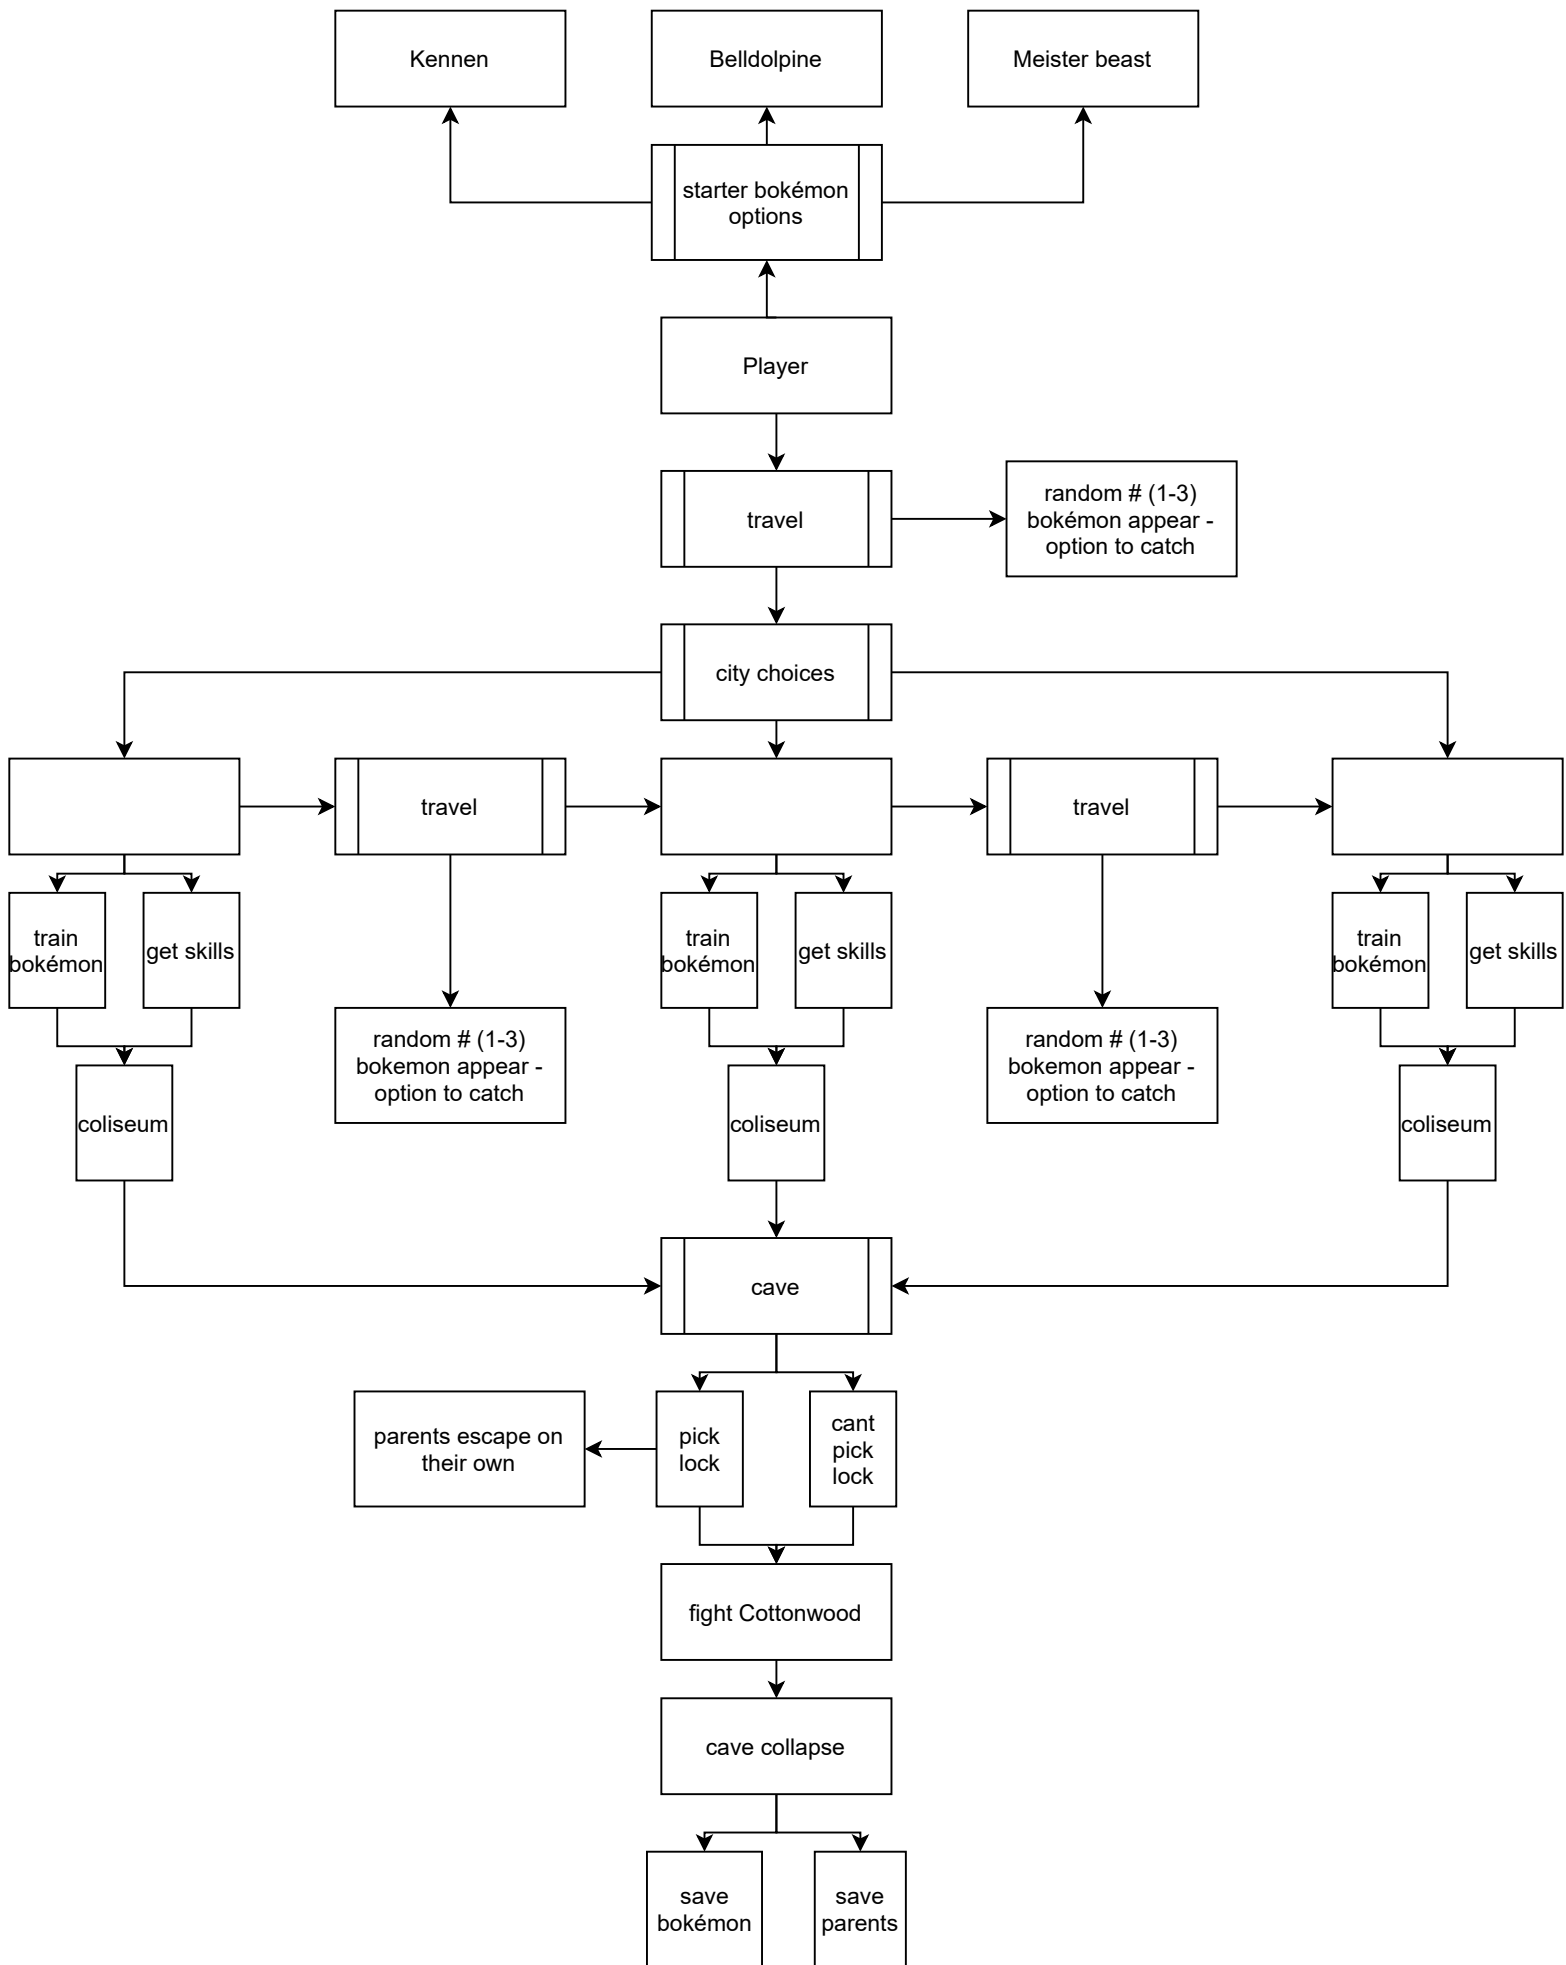 Kennen
Belldolpine
Meister beast
starter bokémon
options
Player
travel
random # (1-3)
bokémon appear -
option to catch
city choices
travel
travel
train
bokémon
get skills
train
bokémon
get skills
train
bokémon
get skills
random # (1-3)
bokemon appear -
option to catch
random # (1-3)
bokemon appear -
option to catch
coliseum
coliseum
coliseum
cave
parents escape on
their own
pick
lock
cant
pick
lock
fight Cottonwood
cave collapse
save
bokémon
save
parents